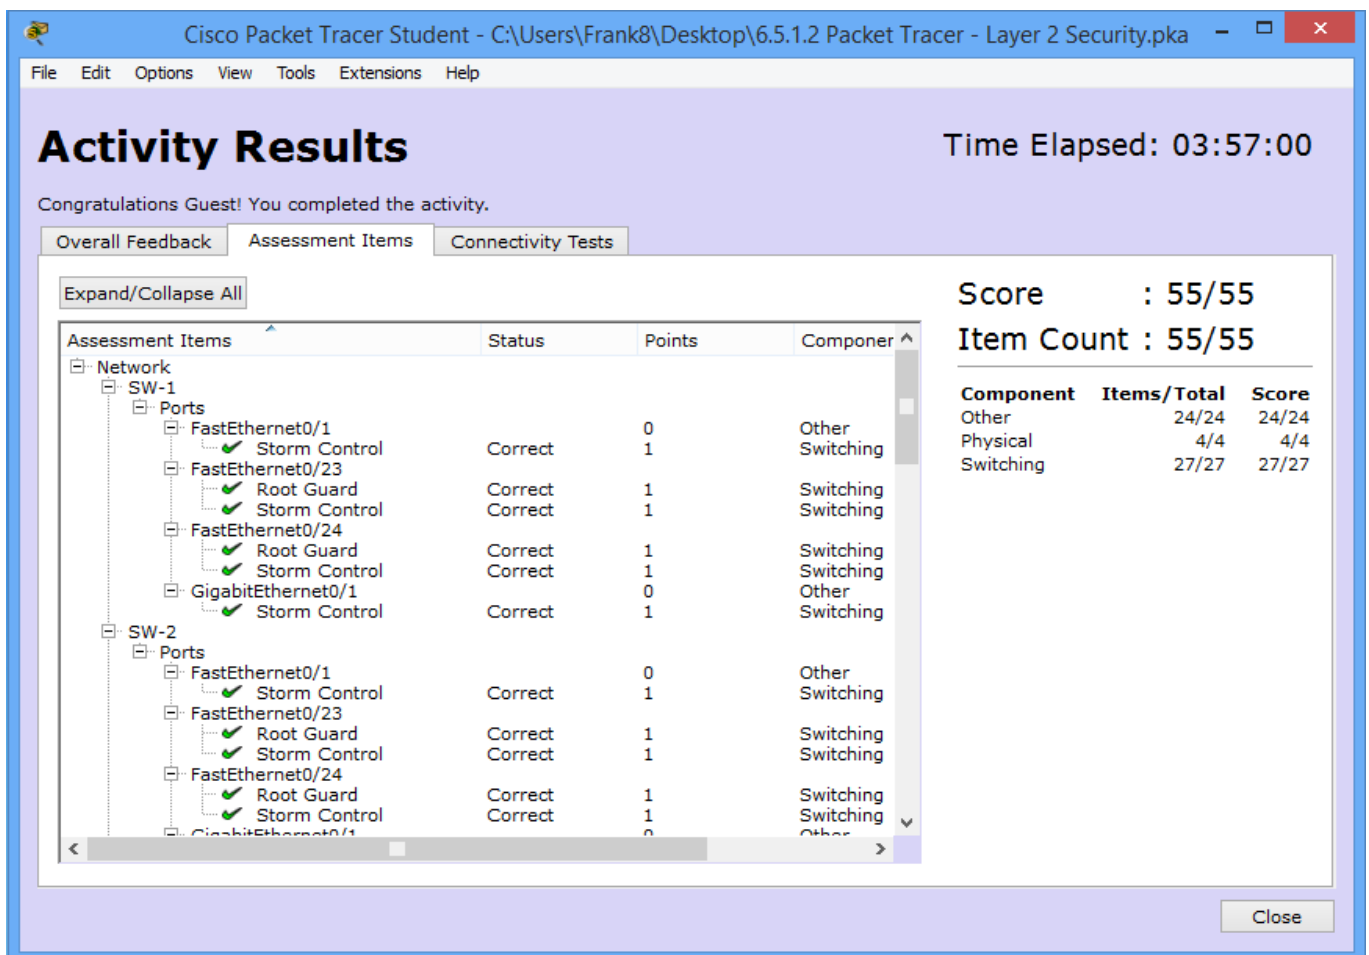 Cisco Packet Tracer Student - C:\Users\Frank8\Desktop\6.5.1.2 Packet Tracer - Layer 2 Security.pka
File Edit Options View Tools Extensions Help
Activity Results
Time Elapsed: 03:57:00
Congratulations Guest! You completed the activity.
Overall Feedback Assessment Items Connectivity Tests
Expand/Collapse All
Assessment Items Status Points Componer
Network
SW-1
Ports
FastEthernet0/1 0 Other
Storm Control Correct 1 Switching
FastEthernet0/23
Root Guard Correct 1 Switching
Storm Control Correct 1 Switching
FastEthernet0/24
Root Guard Correct 1 Switching
Storm Control Correct 1 Switching
GigabitEthernet0/1 0 Other
Storm Control Correct 1 Switching
SW-2
Ports
FastEthernet0/1 0 Other
Storm Control Correct 1 Switching
FastEthernet0/23
Root Guard Correct 1 Switching
Storm Control Correct 1 Switching
FastEthernet0/24
Root Guard Correct 1 Switching
Storm Control Correct 1 Switching
GigabitEthernet0/1 0 Other
Score : 55/55
Item Count : 55/55
Component Items/Total Score
Other 24/24 24/24
Physical 4/4 4/4
Switching 27/27 27/27
Close